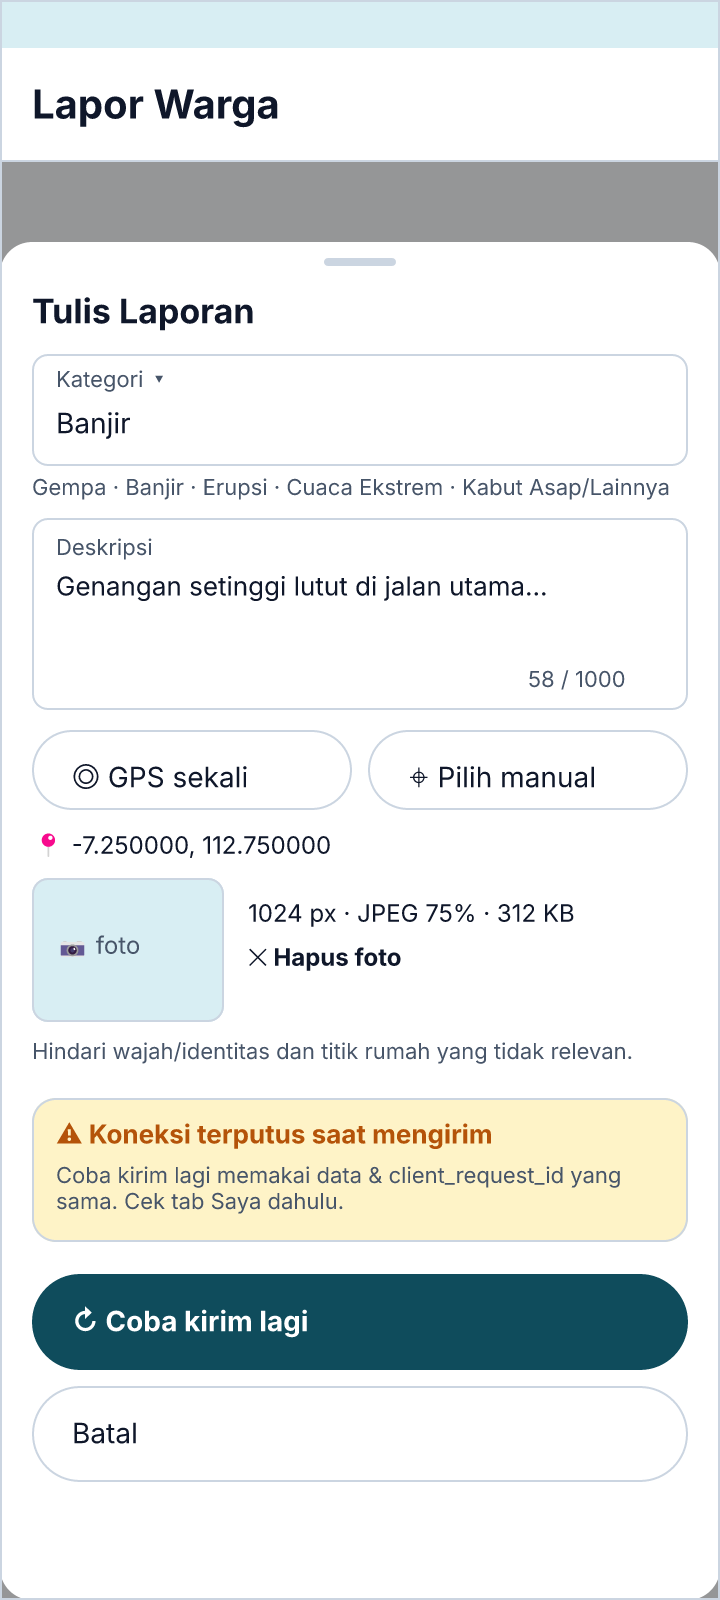 Lapor Warga
Tulis Laporan
Kategori ▾
Banjir
Gempa · Banjir · Erupsi · Cuaca Ekstrem · Kabut Asap/Lainnya
Deskripsi
Genangan setinggi lutut di jalan utama...
58 / 1000
◎ GPS sekali
⌖ Pilih manual
📍 -7.250000, 112.750000
📷 foto
1024 px · JPEG 75% · 312 KB
× Hapus foto
Hindari wajah/identitas dan titik rumah yang tidak relevan.
⚠ Koneksi terputus saat mengirim
Coba kirim lagi memakai data & client_request_id yang
sama. Cek tab Saya dahulu.
↻ Coba kirim lagi
Batal